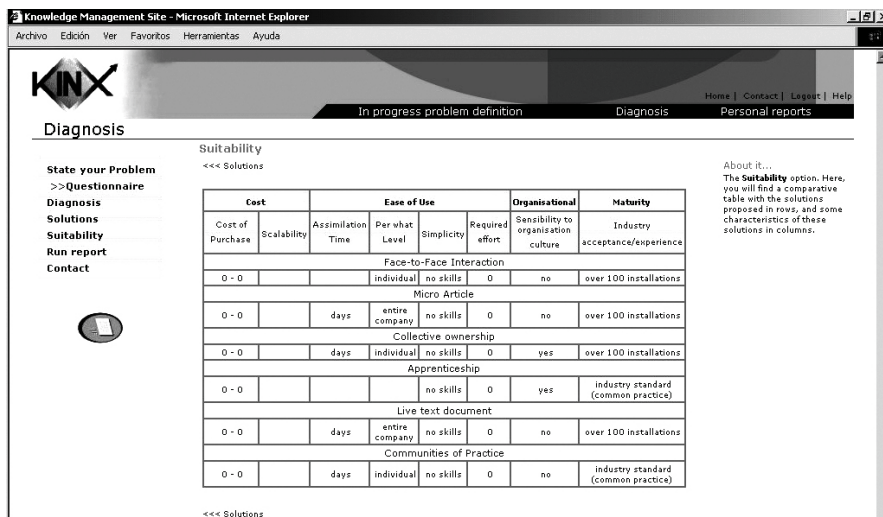 Knowledge Management Site - Microsoft Internet Explorer
Archivo Edición Ver Favoritos Herramientas Ayuda
KINX
Home | Contact | Logout | Help
In progress problem definition Diagnosis Personal reports
Diagnosis
State your Problem
>>Questionnaire
Diagnosis
Solutions
Suitability
Run report
Contact
Suitability
<<< Solutions
Cost Ease of Use Organisational Maturity
Cost of Purchase Scalability Assimilation Time Per what Level Simplicity Required effort Sensibility to organisation culture Industry acceptance/experience
Face-to-Face Interaction
0 - 0 individual no skills 0 no over 100 installations
Micro Article
0 - 0 days entire company no skills 0 no over 100 installations
Collective ownership
0 - 0 days individual no skills 0 yes over 100 installations
Apprenticeship
0 - 0 no skills 0 yes industry standard (common practice)
Live text document
0 - 0 days entire company no skills 0 no over 100 installations
Communities of Practice
0 - 0 days individual no skills 0 no industry standard (common practice)
<<< Solutions
About it...
The Suitability option. Here,
you will find a comparative
table with the solutions
proposed in rows, and some
characteristics of these
solutions in columns.